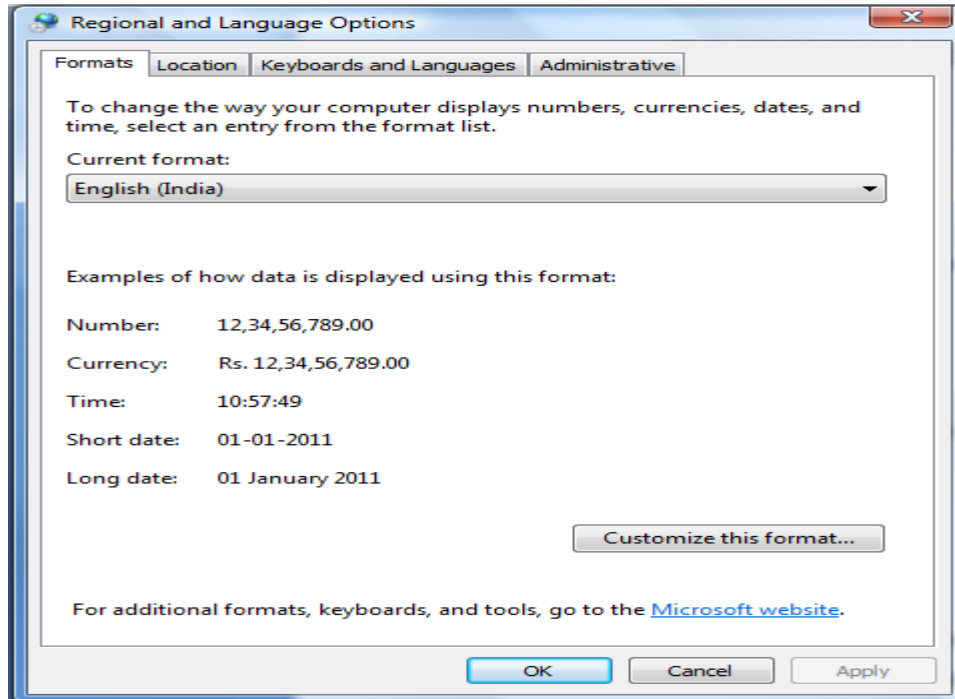 Regional and Language Options
Formats Location Keyboards and Languages Administrative
To change the way your computer displays numbers, currencies, dates, and
time, select an entry from the format list.
Current format:
English (India)
Examples of how data is displayed using this format:
Number: 12,34,56,789.00
Currency: Rs. 12,34,56,789.00
Time: 10:57:49
Short date: 01-01-2011
Long date: 01 January 2011
Customize this format...
For additional formats, keyboards, and tools, go to the Microsoft website.
OK Cancel Apply